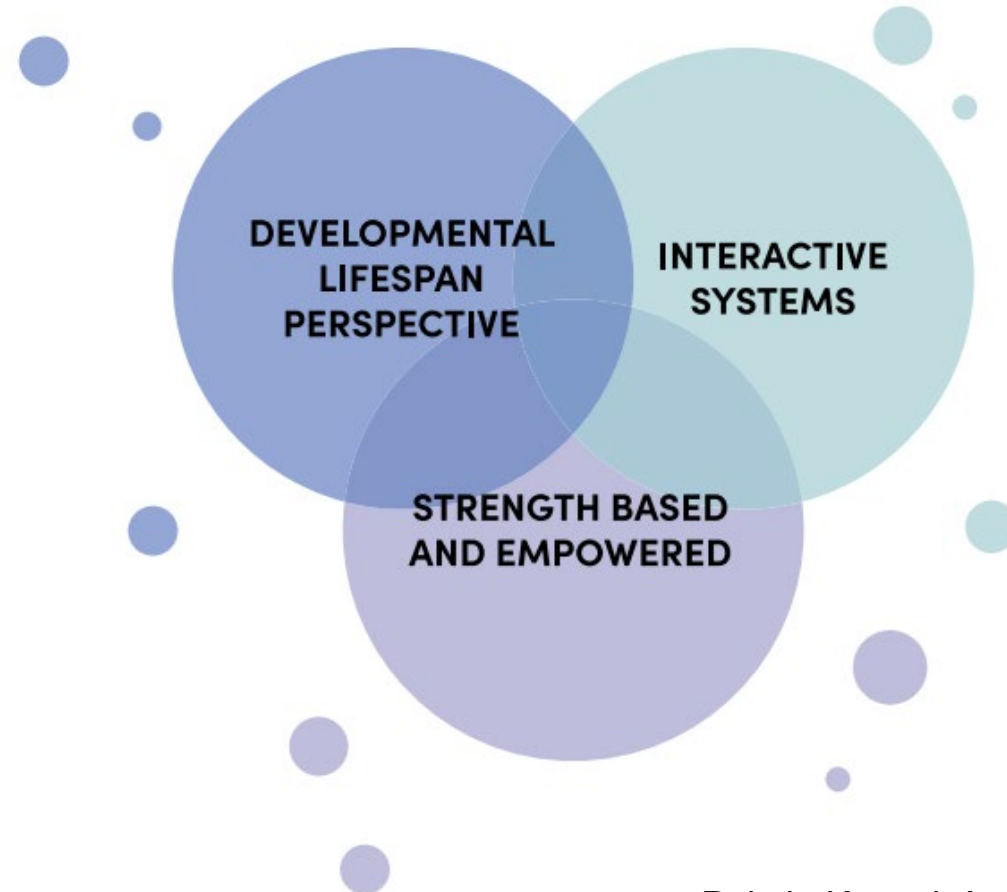 DEVELOPMENTAL
LIFESPAN
PERSPECTIVE
INTERACTIVE
SYSTEMS
STRENGTH BASED
AND EMPOWERED